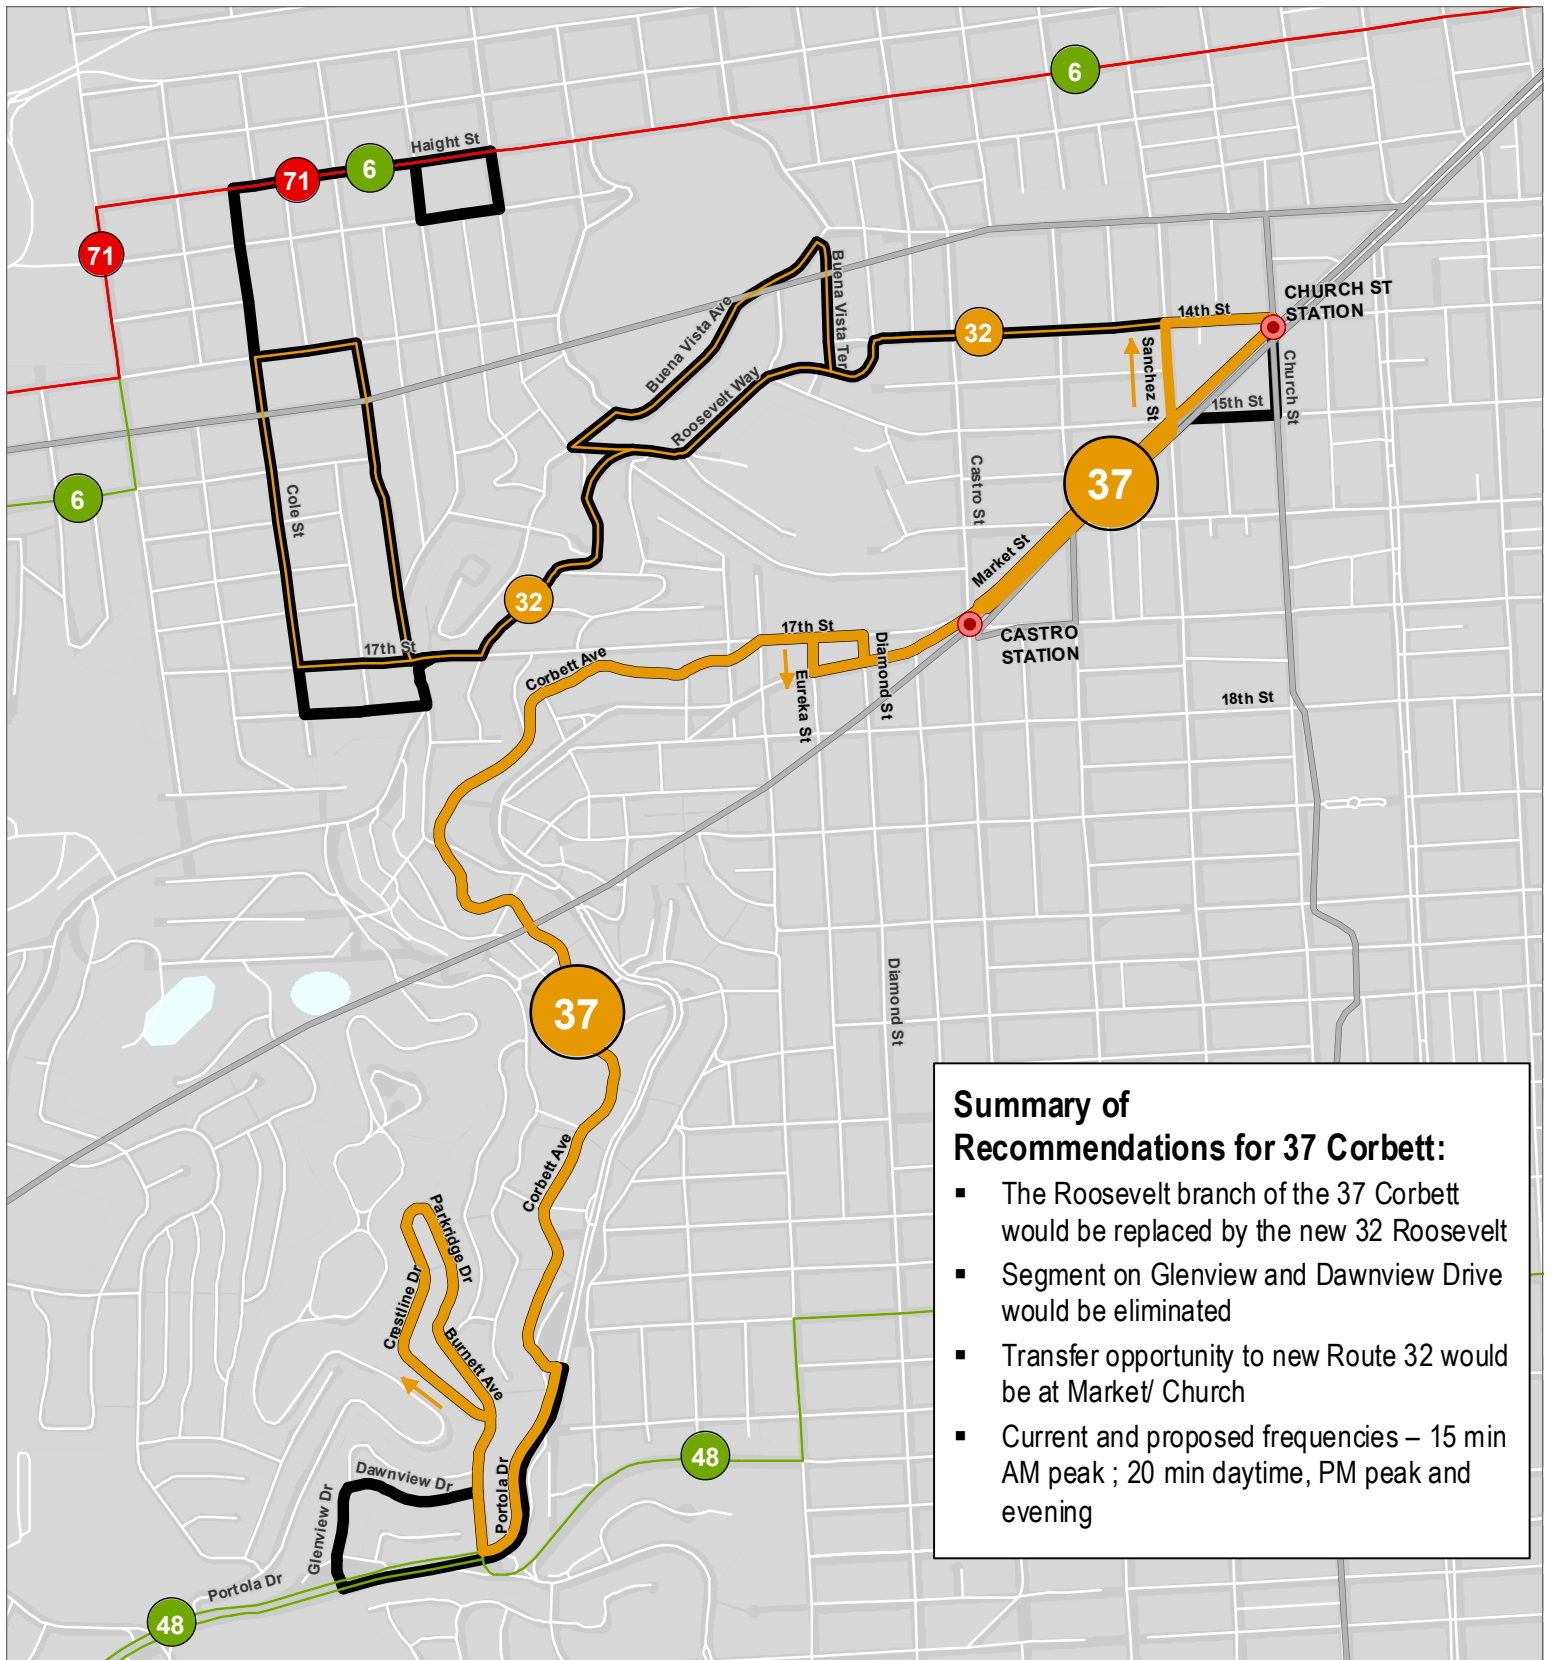 6
Haight St
6
71
71
Buena Vista Ter
CHURCH ST
STATION
14th St
Buena Vista Ave
32
Sanchez St
Church St
Roosevelt Way
15th St
37
Castro St
6
Cole St
Market St
32
17th St
17th St
CASTRO
STATION
Diamond St
Corbett Ave
Eureka St
18th St
Diamond St
37
Corbett Ave
Parkridge Dr
Crestline Dr
Burnett Ave
48
Dawnview Dr
Portola Dr
Glenview Dr
Portola Dr
48
Summary of
Recommendations for 37 Corbett:
▪ The Roosevelt branch of the 37 Corbett
would be replaced by the new 32 Roosevelt
▪ Segment on Glenview and Dawnview Drive
would be eliminated
▪ Transfer opportunity to new Route 32 would
be at Market/ Church
▪ Current and proposed frequencies – 15 min
AM peak ; 20 min daytime, PM peak and
evening